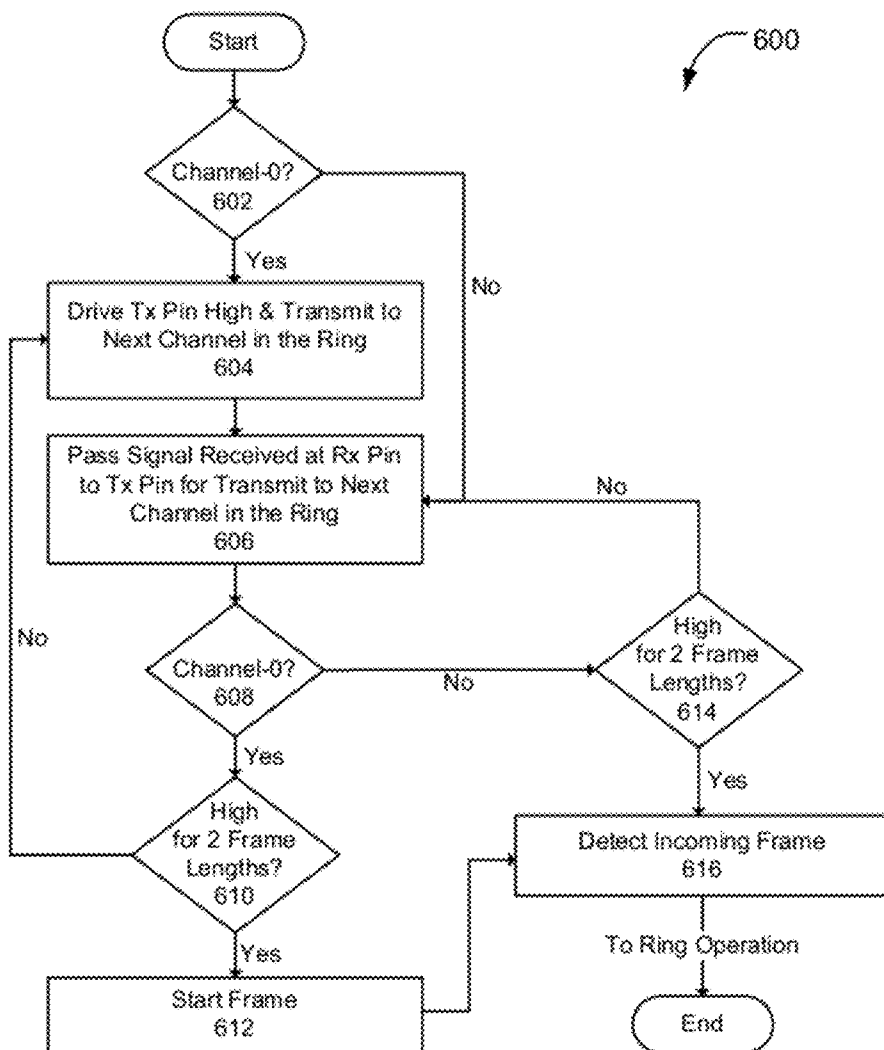 Start
600
Channel-0?
602
Yes
No
Drive Tx Pin High & Transmit to
Next Channel in the Ring
604
Pass Signal Received at Rx Pin
to Tx Pin for Transmit to Next
Channel in the Ring
606
No
No
Channel-0?
608
No
High
for 2 Frame
Lengths?
614
Yes
Yes
High
for 2 Frame
Lengths?
610
Detect Incoming Frame
616
Yes
To Ring Operation
Start Frame
612
End